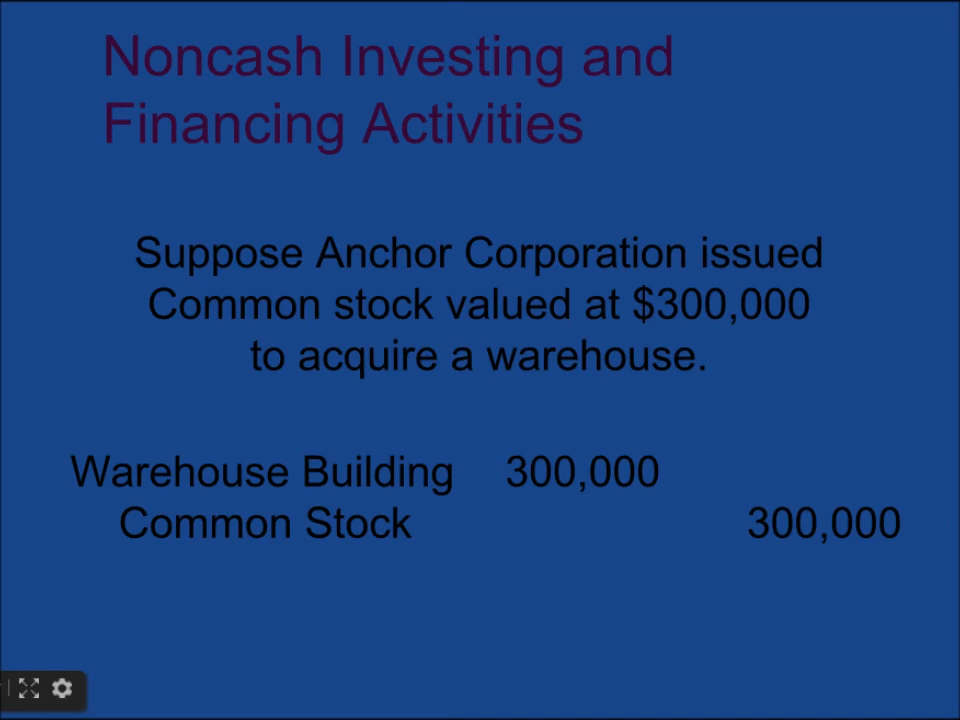 Noncash Investing and
Financing Activities
Suppose Anchor Corporation issued
Common stock valued at $300,000
to acquire a warehouse.
Warehouse Building 300,000
Common Stock 300,000